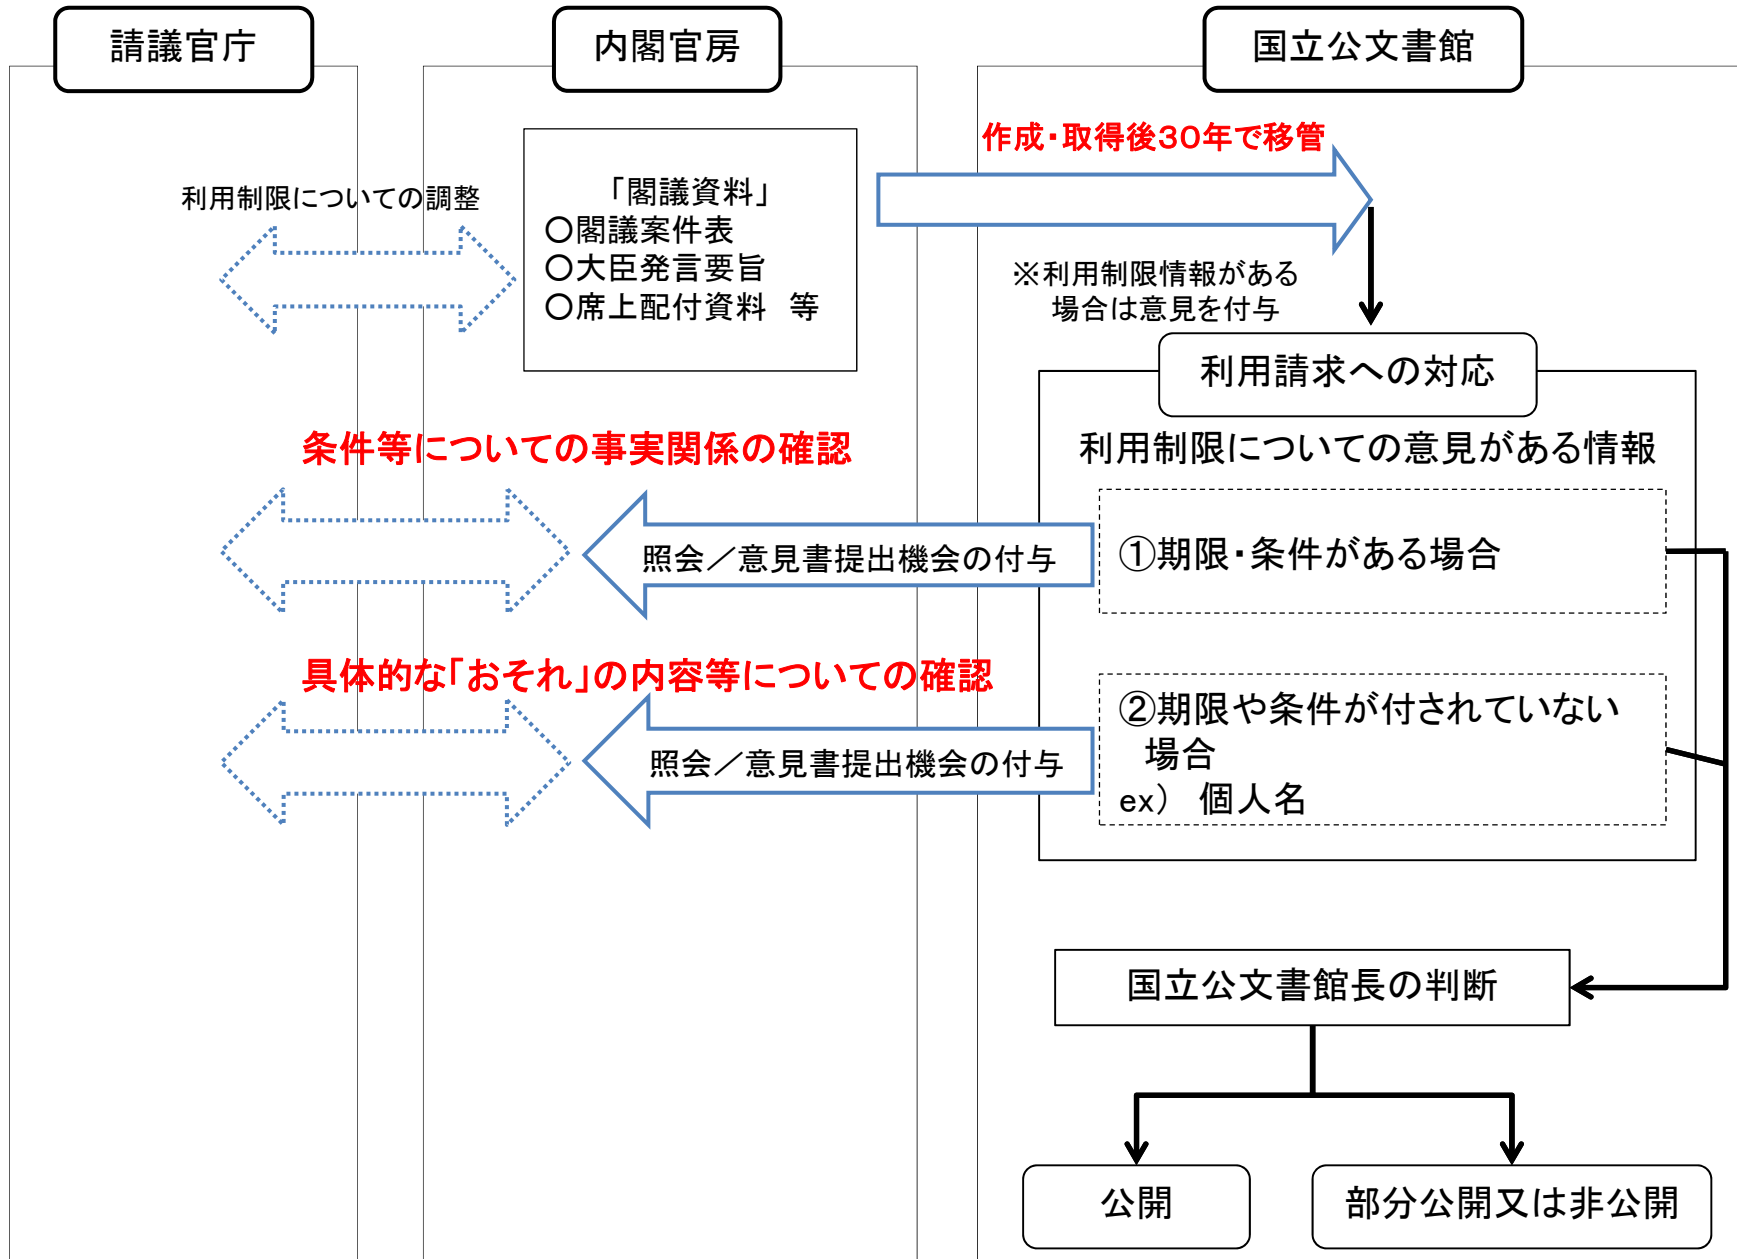 請議官庁
内閣官房
国立公文書館
作成・取得後30年で移管
利用制限についての調整
「閣議資料」
○閣議案件表
○大臣発言要旨
○席上配付資料　等
※利用制限情報がある
場合は意見を付与
利用請求への対応
条件等についての事実関係の確認
利用制限についての意見がある情報
照会／意見書提出機会の付与
①期限・条件がある場合
具体的な「おそれ」の内容等についての確認
照会／意見書提出機会の付与
②期限や条件が付されていない
場合
ex）　個人名
国立公文書館長の判断
公開
部分公開又は非公開